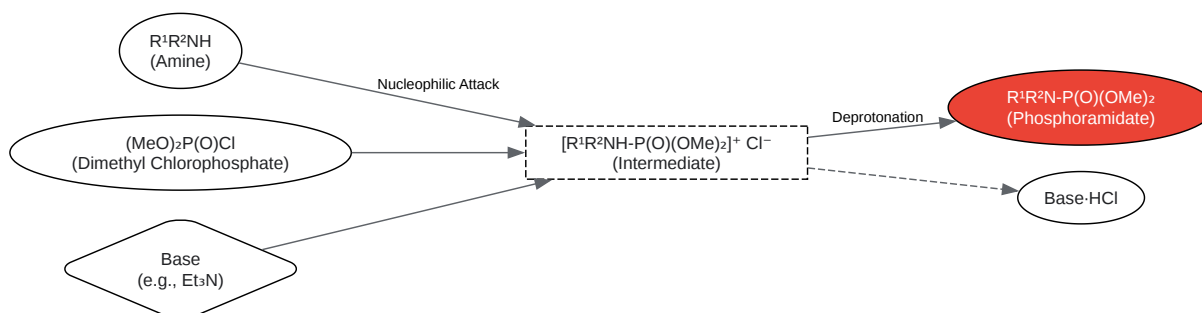 R¹R²NH
(Amine)
Nucleophilic Attack
(MeO)₂P(O)Cl
(Dimethyl Chlorophosphate)
Base
(e.g., Et₃N)
[R¹R²NH-P(O)(OMe)₂]⁺ Cl⁻
(Intermediate)
Deprotonation
R¹R²N-P(O)(OMe)₂
(Phosphoramidate)
Base·HCl